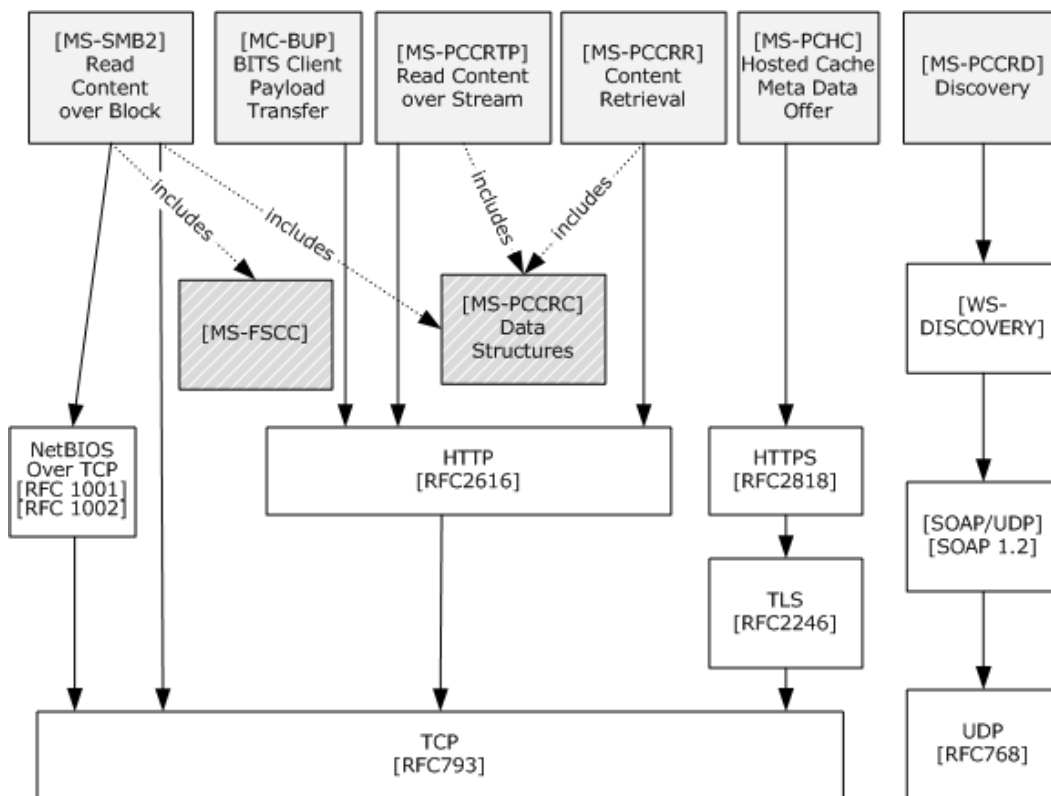 [MS-SMB2]
Read
Content
over Block
[MC-BUP]
BITS Client
Payload
Transfer
[MS-PCCRTP]
Read Content
over Stream
[MS-PCCRR]
Content
Retrieval
[MS-PCHC]
Hosted Cache
Meta Data
Offer
[MS-PCCRD]
Discovery
includes
includes
includes
includes
[MS-FSCC]
[MS-PCCRC]
Data
Structures
[WS-
DISCOVERY]
NetBIOS
Over TCP
[RFC 1001]
[RFC 1002]
HTTP
[RFC2616]
HTTPS
[RFC2818]
[SOAP/UDP]
[SOAP 1.2]
TLS
[RFC2246]
TCP
[RFC793]
UDP
[RFC768]